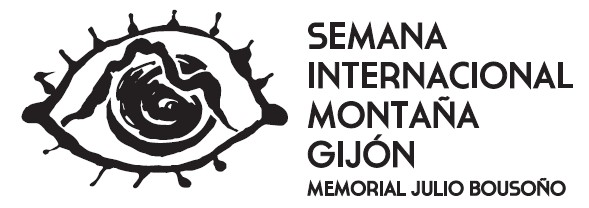 SEMANA
INTERNACIONAL
MONTAÑA
GIJÓN
MEMORIAL JULIO BOUSOÑO